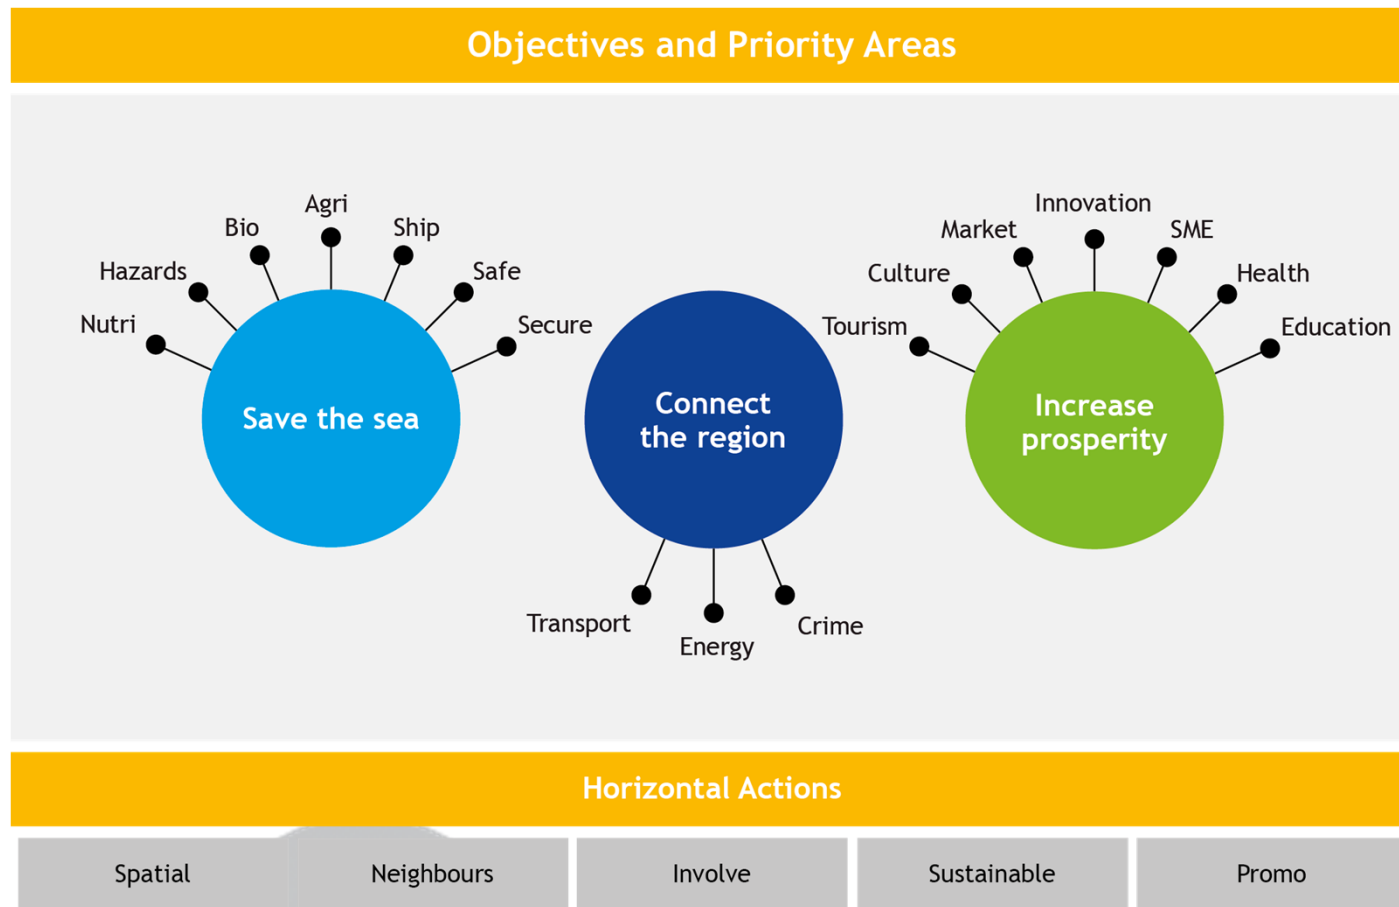 Objectives and Priority Areas
Nutri
Hazards
Bio
Agri
Ship
Safe
Secure
Save the sea
Connect
the region
Transport
Energy
Crime
Tourism
Culture
Market
Innovation
SME
Health
Education
Increase
prosperity
Horizontal Actions
Spatial
Neighbours
Involve
Sustainable
Promo